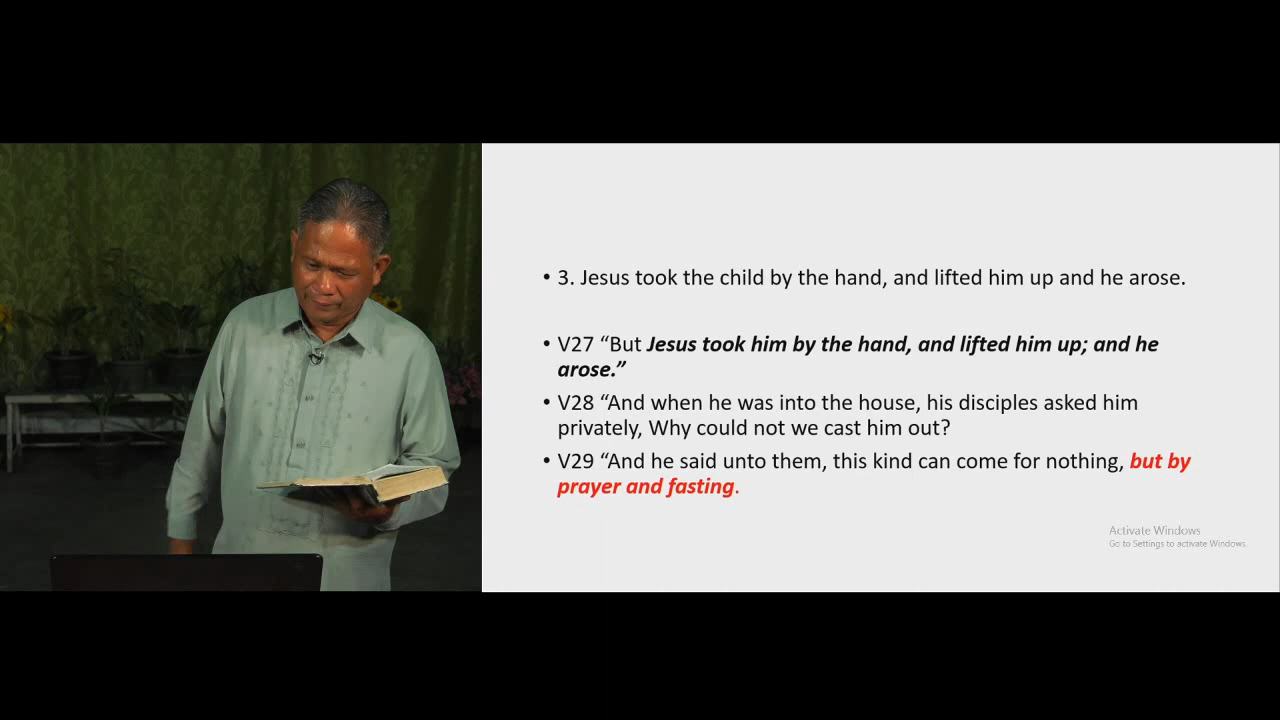 • 3. Jesus took the child by the hand, and lifted him up and he arose.
• V27 “But Jesus took him by the hand, and lifted him up; and he
arose.”
• V28 “And when he was into the house, his disciples asked him
privately, Why could not we cast him out?
• V29 “And he said unto them, this kind can come for nothing, but by
prayer and fasting.
Activate Windows
Go to Settings to activate Windows.